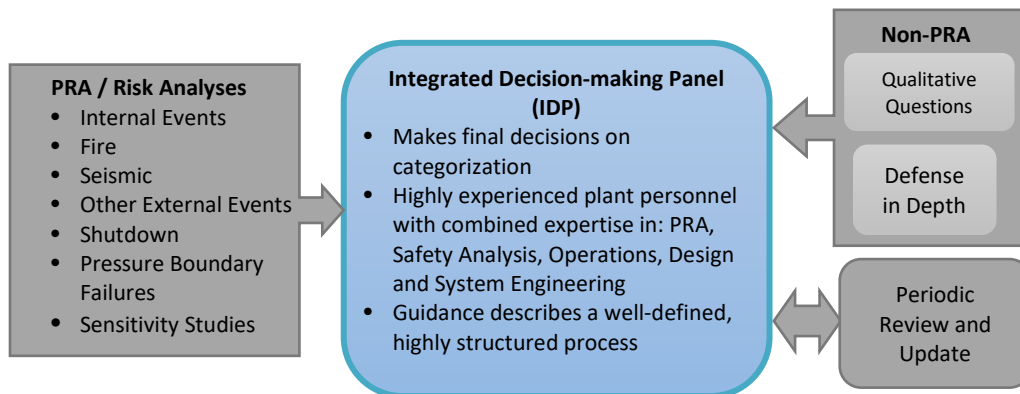 PRA / Risk Analyses
• Internal Events
• Fire
• Seismic
• Other External Events
• Shutdown
• Pressure Boundary
Failures
• Sensitivity Studies
Integrated Decision-making Panel
(IDP)
• Makes final decisions on
categorization
• Highly experienced plant personnel
with combined expertise in: PRA,
Safety Analysis, Operations, Design
and System Engineering
• Guidance describes a well-defined,
highly structured process
Non-PRA
Qualitative
Questions
Defense
in Depth
Periodic
Review and
Update